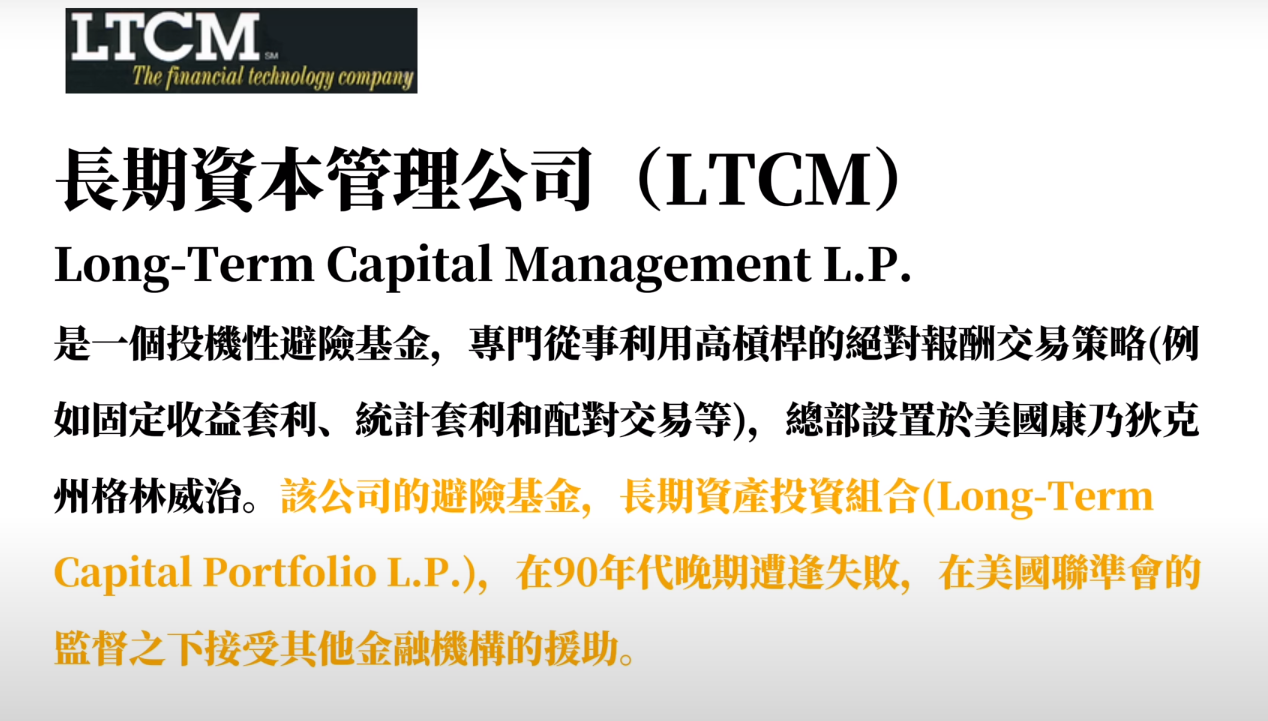 LTCM SM
The financial technology company
長期資本管理公司（LTCM）
Long-Term Capital Management L.P.
是一個投機性避險基金，專門從事利用高槓桿的絕對報酬交易策略(例
如固定收益套利、統計套利和配對交易等)，總部設置於美國康乃狄克
州格林威治。該公司的避險基金，長期資產投資組合(Long-Term
Capital Portfolio L.P.)，在90年代晚期遭逢失敗，在美國聯準會的
監督之下接受其他金融機構的援助。